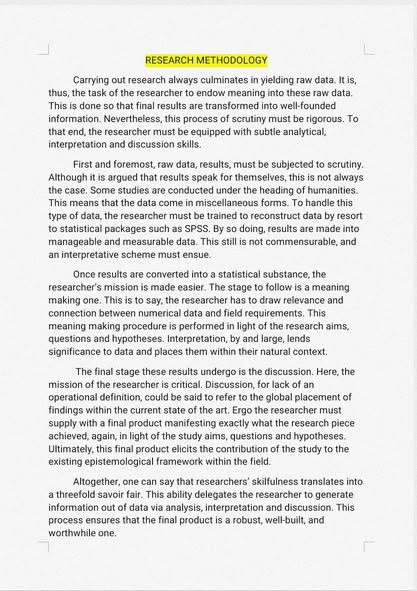 RESEARCH METHODOLOGY
Carrying out research always culminates in yielding raw data. It is,
thus, the task of the researcher to endow meaning into these raw data.
This is done so that final results are transformed into well-founded
information. Nevertheless, this process of scrutiny must be rigorous. To
that end, the researcher must be equipped with subtle analytical,
interpretation and discussion skills.
First and foremost, raw data, results, must be subjected to scrutiny.
Although it is argued that results speak for themselves, this is not always
the case. Some studies are conducted under the heading of humanities.
This means that the data come in miscellaneous forms. To handle this
type of data, the researcher must be trained to reconstruct data by resort
to statistical packages such as SPSS. By so doing, results are made into
manageable and measurable data. This still is not commensurable, and
an interpretative scheme must ensue.
Once results are converted into a statistical substance, the
researcher's mission is made easier. The stage to follow is a meaning
making one. This is to say, the researcher has to draw relevance and
connection between numerical data and field requirements. This
meaning making procedure is performed in light of the research aims,
questions and hypotheses. Interpretation, by and large, lends
significance to data and places them within their natural context.
The final stage these results undergo is the discussion. Here, the
mission of the researcher is critical. Discussion, for lack of an
operational definition, could be said to refer to the global placement of
findings within the current state of the art. Ergo the researcher must
supply with a final product manifesting exactly what the research piece
achieved, again, in light of the study aims, questions and hypotheses.
Ultimately, this final product elicits the contribution of the study to the
existing epistemological framework within the field.
Altogether, one can say that researchers' skilfulness translates into
a threefold savoir fair. This ability delegates the researcher to generate
information out of data via analysis, interpretation and discussion. This
process ensures that the final product is a robust, well-built, and
worthwhile one.